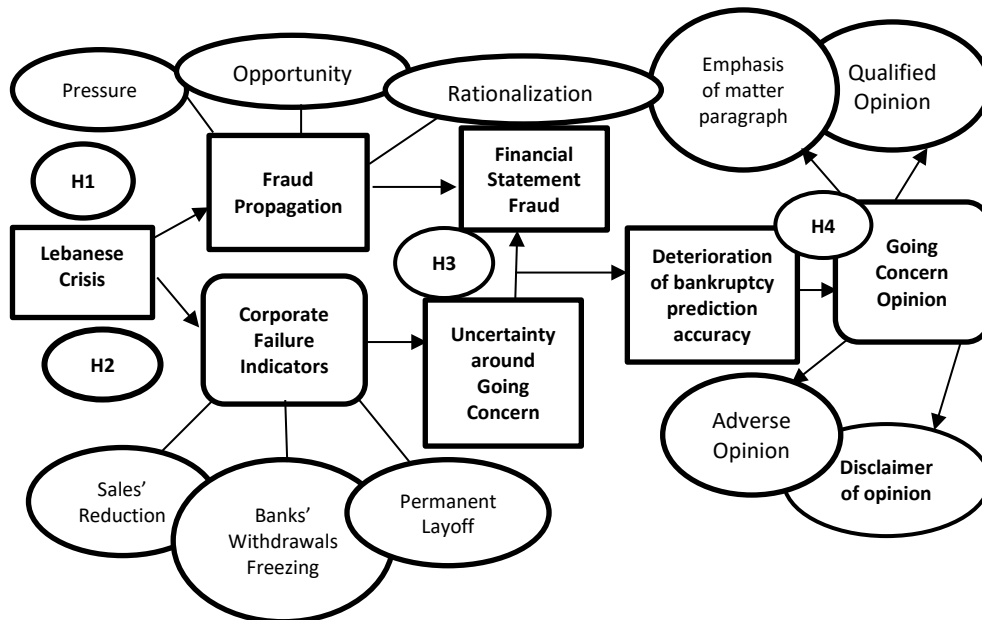 Pressure
Opportunity
Rationalization
Emphasis
of matter
paragraph
Qualified
Opinion
H1
Fraud
Propagation
Financial
Statement
Fraud
Lebanese
Crisis
H3
H4
Deterioration
of bankruptcy
prediction
accuracy
Going
Concern
Opinion
H2
Corporate
Failure
Indicators
Uncertainty
around
Going
Concern
Adverse
Opinion
Disclaimer
of opinion
Sales’
Reduction
Banks’
Withdrawals
Freezing
Permanent
Layoff